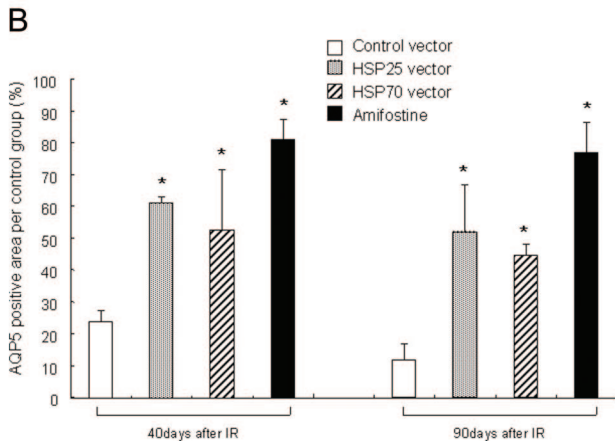 B
Control vector
HSP25 vector
HSP70 vector
Amifostine
AQP5 positive area per control group (%)
100
90
80
70
60
50
40
30
20
10
0
*
*
*
*
*
*
40days after IR
90days after IR